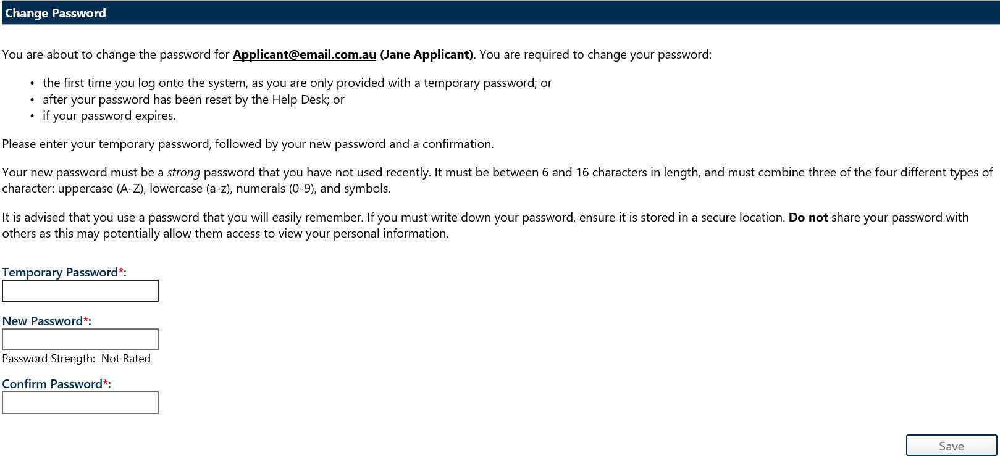 Change Password
You are about to change the password for Applicant@email.com.au (Jane Applicant). You are required to change your password:
• the first time you log onto the system, as you are only provided with a temporary password; or
• after your password has been reset by the Help Desk; or
• if your password expires.
Please enter your temporary password, followed by your new password and a confirmation.
Your new password must be a strong password that you have not used recently. It must be between 6 and 16 characters in length, and must combine three of the four different types of
character: uppercase (A-Z), lowercase (a-z), numerals (0-9), and symbols.
It is advised that you use a password that you will easily remember. If you must write down your password, ensure it is stored in a secure location. Do not share your password with
others as this may potentially allow them access to view your personal information.
Temporary Password*:
New Password*:
Password Strength: Not Rated
Confirm Password*:
Save